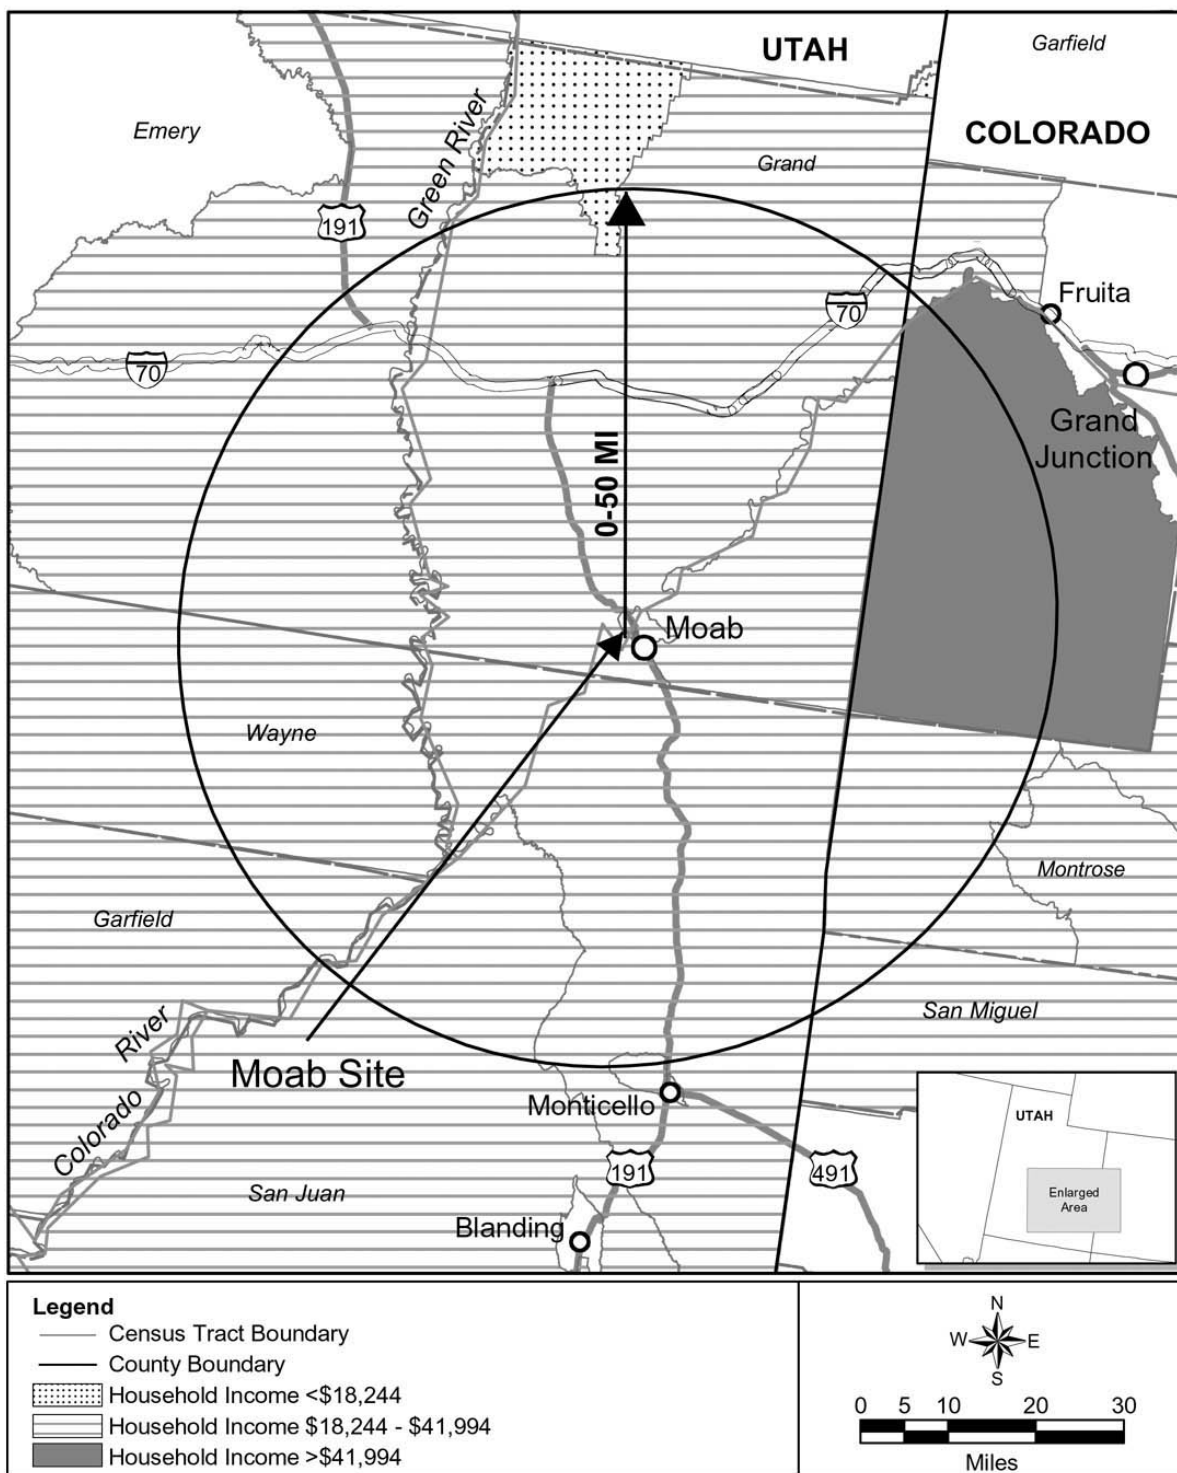 UTAH
Garfield
COLORADO
Emery
Green River
Grand
191
70
Fruita
70
Grand
Junction
0-50 MI
Moab
Wayne
Montrose
Garfield
San Miguel
Colorado River
Moab Site
Monticello
191
491
San Juan
Blanding
UTAH
Enlarged
Area
Legend
Census Tract Boundary
County Boundary
Household Income <$18,244
Household Income $18,244 - $41,994
Household Income >$41,994
N
W E
S
0 5 10 20 30
Miles